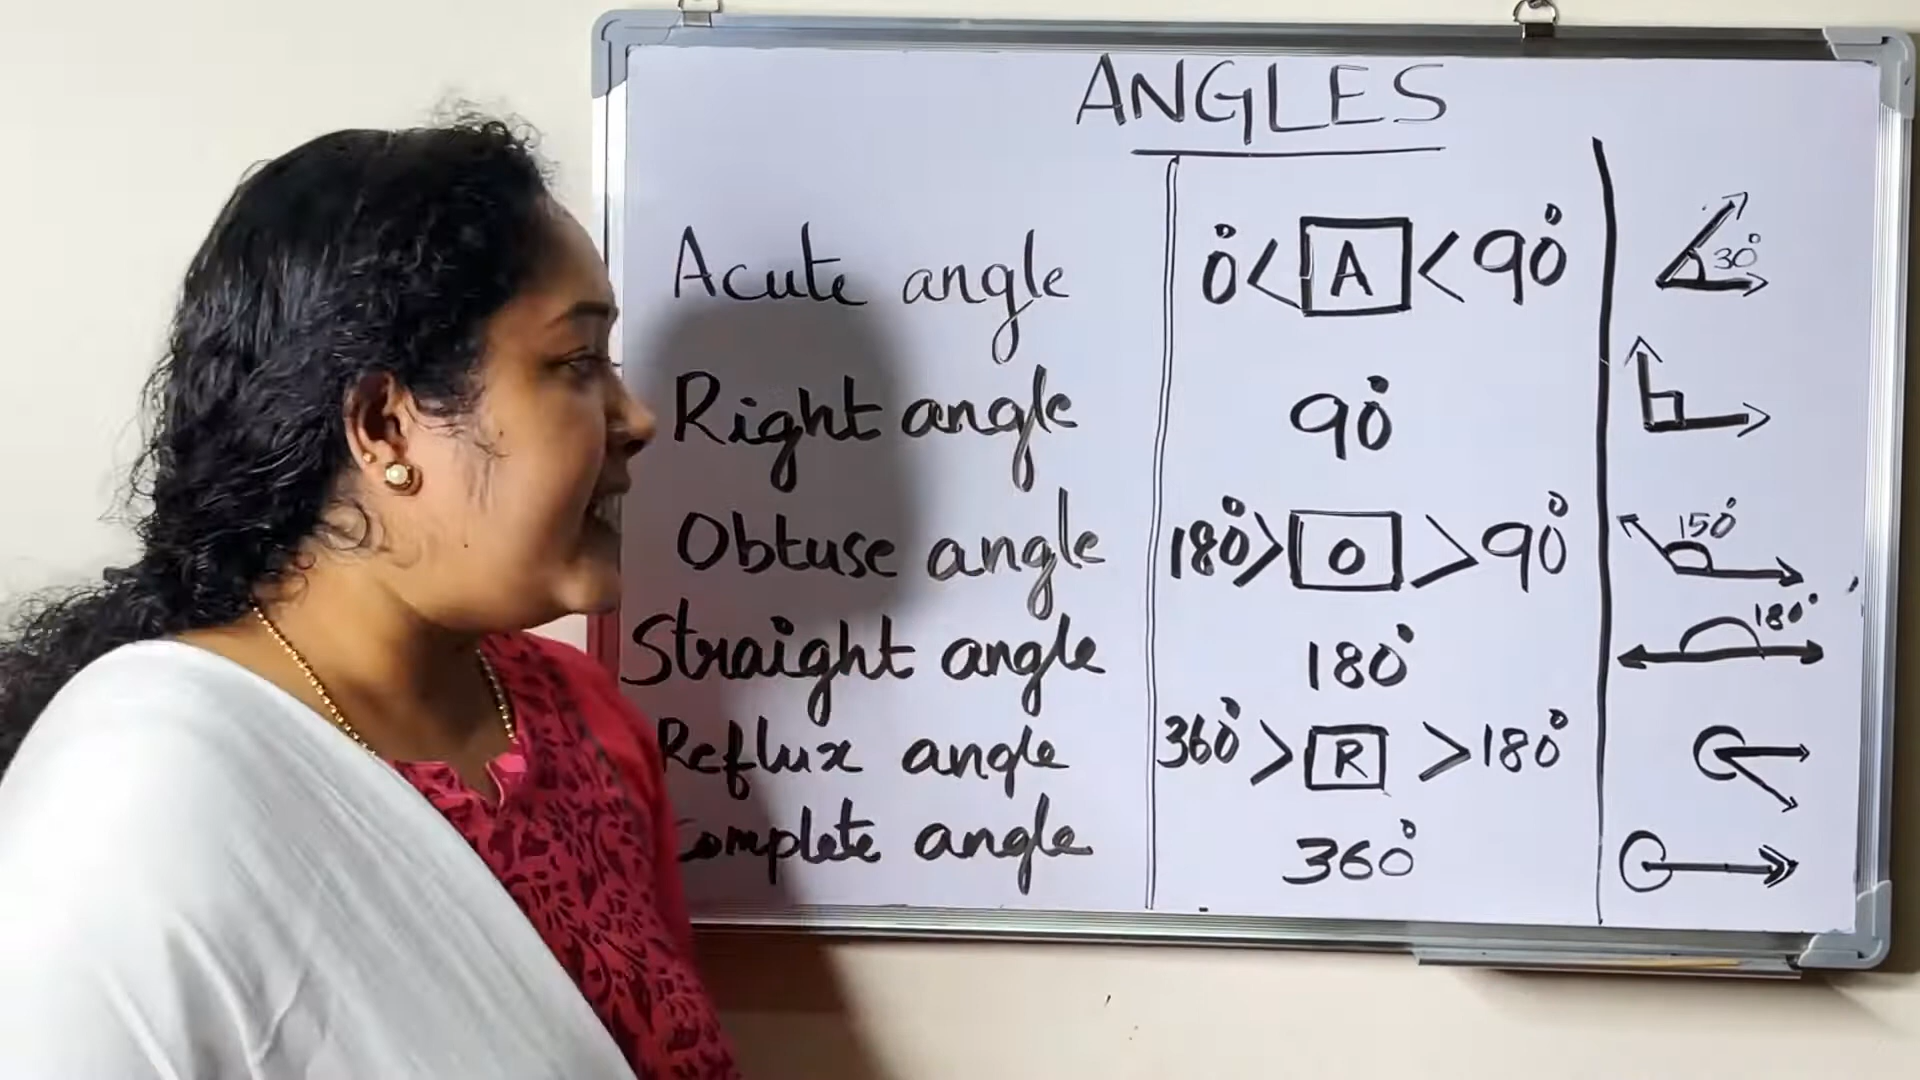 ANGLES
Acute angle 0°< A < 90° 30°
Right angle 90°
Obtuse angle 180°> O > 90° 150°
Straight angle 180° 180°
Reflux angle 360° > R > 180°
Complete angle 360°